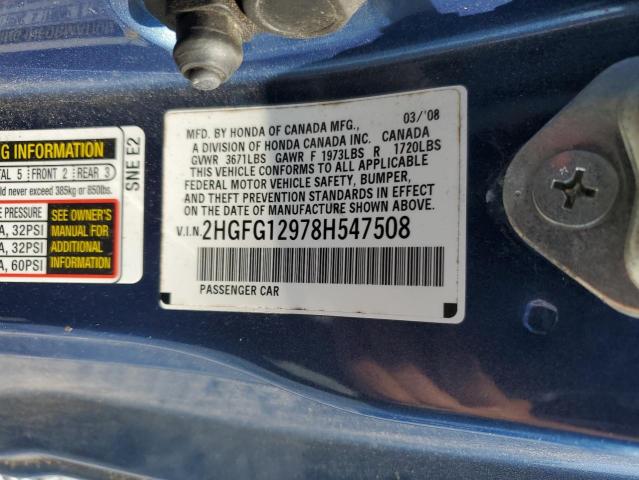 MFD. BY HONDA OF CANADA MFG., 03/'08
A DIVISION OF HONDA CANADA INC. CANADA
GVWR 3671LBS GAWR F 1973LBS R 1720LBS
THIS VEHICLE CONFORMS TO ALL APPLICABLE
FEDERAL MOTOR VEHICLE SAFETY, BUMPER,
AND THEFT PREVENTION STANDARDS IN EFFECT
ON THE DATE OF MANUFACTURE SHOWN ABOVE.
V.I.N. 2HGFG12978H547508
PASSENGER CAR
NG INFORMATION
TAL 5 FRONT 2 REAR 3
ld never exceed 385kg or 850lbs.
E PRESSURE
A, 32PSI
A, 32PSI
A, 60PSI
SEE OWNER'S
MANUAL FOR
ADDITIONAL
INFORMATION
SNE E2